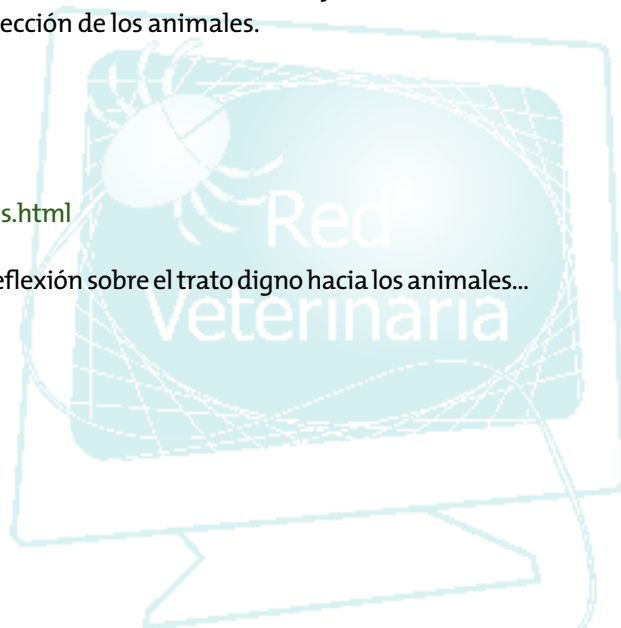 ección de los animales.
s.html
Red
eflexión sobre el trato digno hacia los animales...
Veterinaria